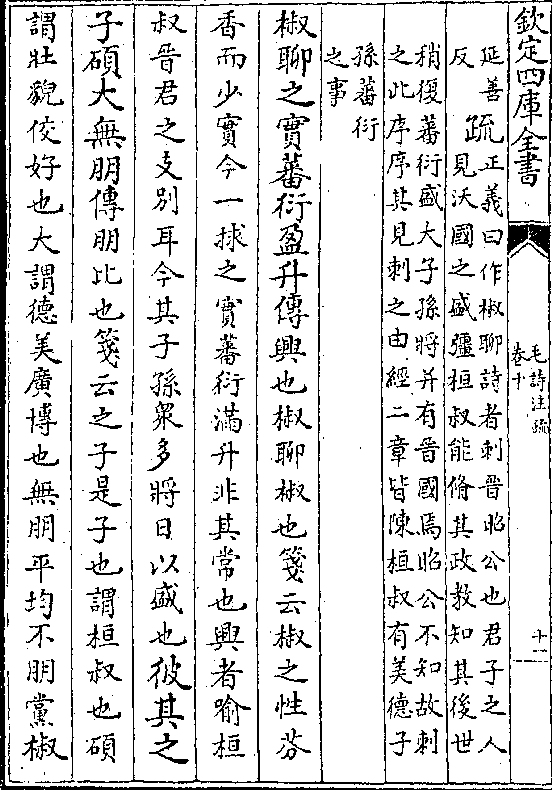 欽定四庫全書
毛詩注疏
卷十
十二
延善
反
疏
正義曰作椒聊詩者刺晉昭公也君子之人
見沃國之盛彊桓叔能脩其政教知其後世
稍復蕃衍盛大子孫將并有晉國焉昭公不知故刺
之此序序其見刺之由經二章皆陳桓叔有美德子
孫蕃衍
之事
椒聊之實蕃衍盈升傳興也椒聊椒也箋云椒之性芬
香而少實今一捄之實蕃衍滿升非其常也興者喻桓
叔晉君之支别耳今其子孫衆多將日以盛也彼其之
子碩大無朋傳朋比也箋云之子是子也謂桓叔也碩
謂壯貌佼好也大謂德美廣博也無朋平均不朋黨椒